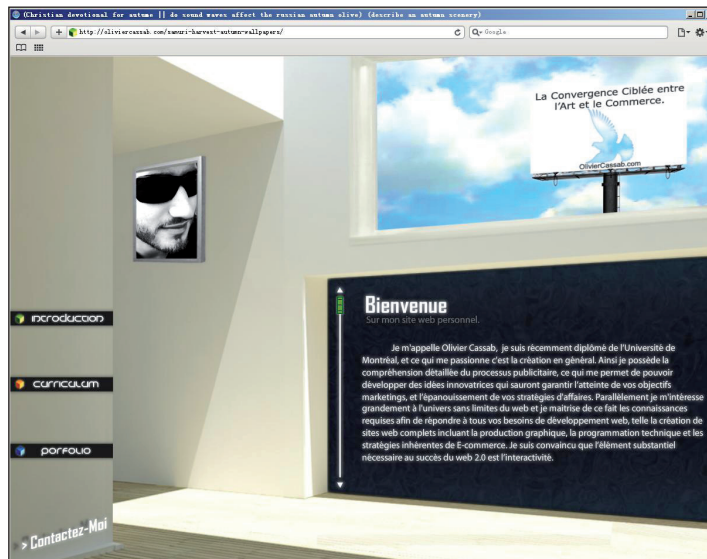 (Christian devotional for autumn || do sound waves affect the russian autumn olive) (describe an autumn scenery)
http://oliviercassab.com/samuri-harvest-autumn-wallpapers/
Google
La Convergence Ciblée entre
l'Art et le Commerce.
OlivierCassab.com
introduction
curriculum
porfolio
> Contactez-Moi
Bienvenue
Sur mon site web personnel.
Je m'appelle Olivier Cassab, je suis récemment diplômé de l'Université de
Montréal, et ce qui me passionne c'est la création en général. Ainsi je possède la
compréhension détaillée du processus publicitaire, ce qui me permet de pouvoir
développer des idées innovatrices qui sauront garantir l'atteinte de vos objectifs
marketings, et l'épanouissement de vos stratégies d'affaires. Parallèlement je m'intéresse
grandement à l'univers sans limites du web et je maitrise de ce fait les connaissances
requises afin de répondre à tous vos besoins de développement web, telle la création de
sites web complets incluant la production graphique, la programmation technique et les
stratégies inhérentes de E-commerce. Je suis convaincu que l'élément substantiel
nécessaire au succès du web 2.0 est l'interactivité.